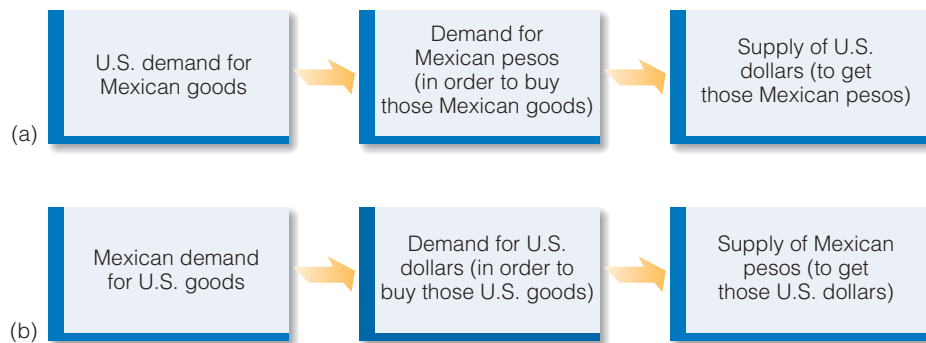 U.S. demand for
Mexican goods
Demand for
Mexican pesos
(in order to buy
those Mexican goods)
Supply of U.S.
dollars (to get
those Mexican pesos)
(a)
Mexican demand
for U.S. goods
Demand for U.S.
dollars (in order to
buy those U.S. goods)
Supply of Mexican
pesos (to get
those U.S. dollars)
(b)